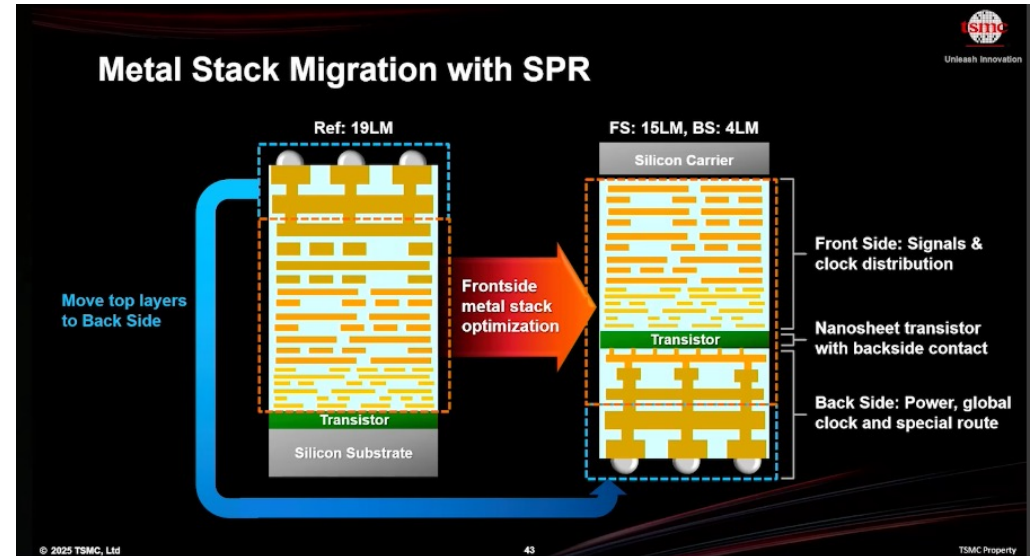 tsmc
Unleash Innovation
Metal Stack Migration with SPR
Ref: 19LM
Move top layers
to Back Side
Transistor
Silicon Substrate
Frontside
metal stack
optimization
FS: 15LM, BS: 4LM
Silicon Carrier
Transistor
Front Side: Signals &
clock distribution
Nanosheet transistor
with backside contact
Back Side: Power, global
clock and special route
© 2025 TSMC, Ltd
43
TSMC Property